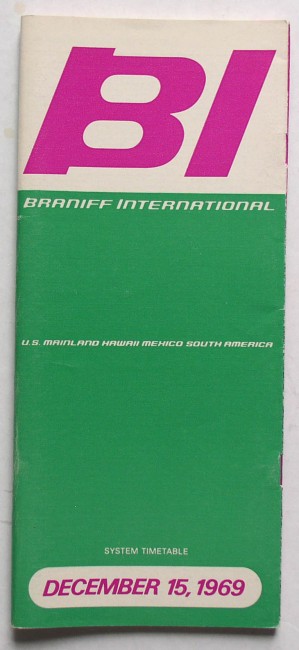 BI
BRANIFF INTERNATIONAL
U.S. MAINLAND HAWAII MEXICO SOUTH AMERICA
SYSTEM TIMETABLE
DECEMBER 15, 1969